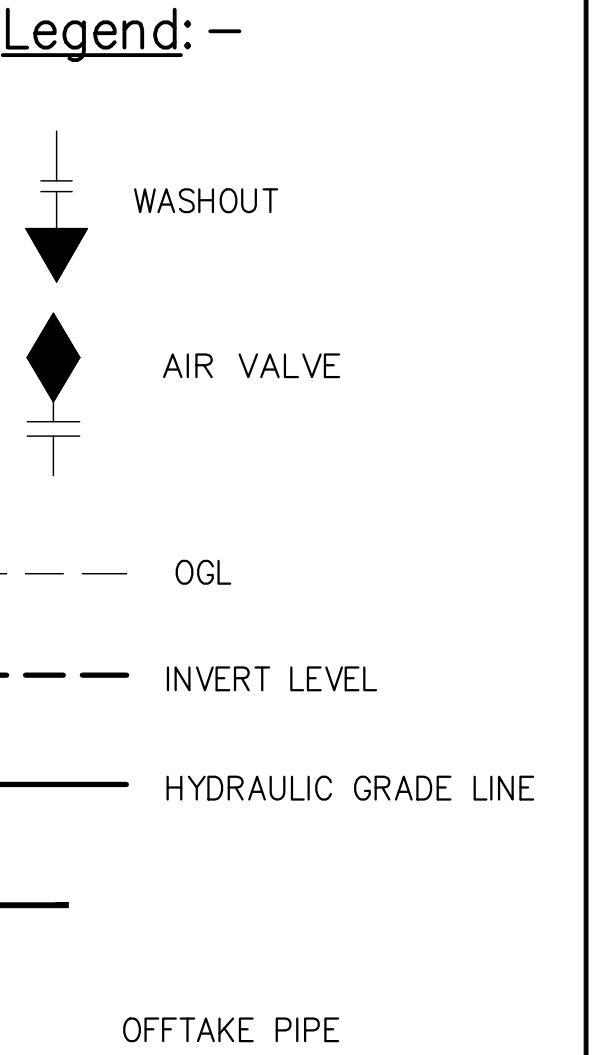 Legend: –
WASHOUT
AIR VALVE
OGL
INVERT LEVEL
HYDRAULIC GRADE LINE
OFFTAKE PIPE